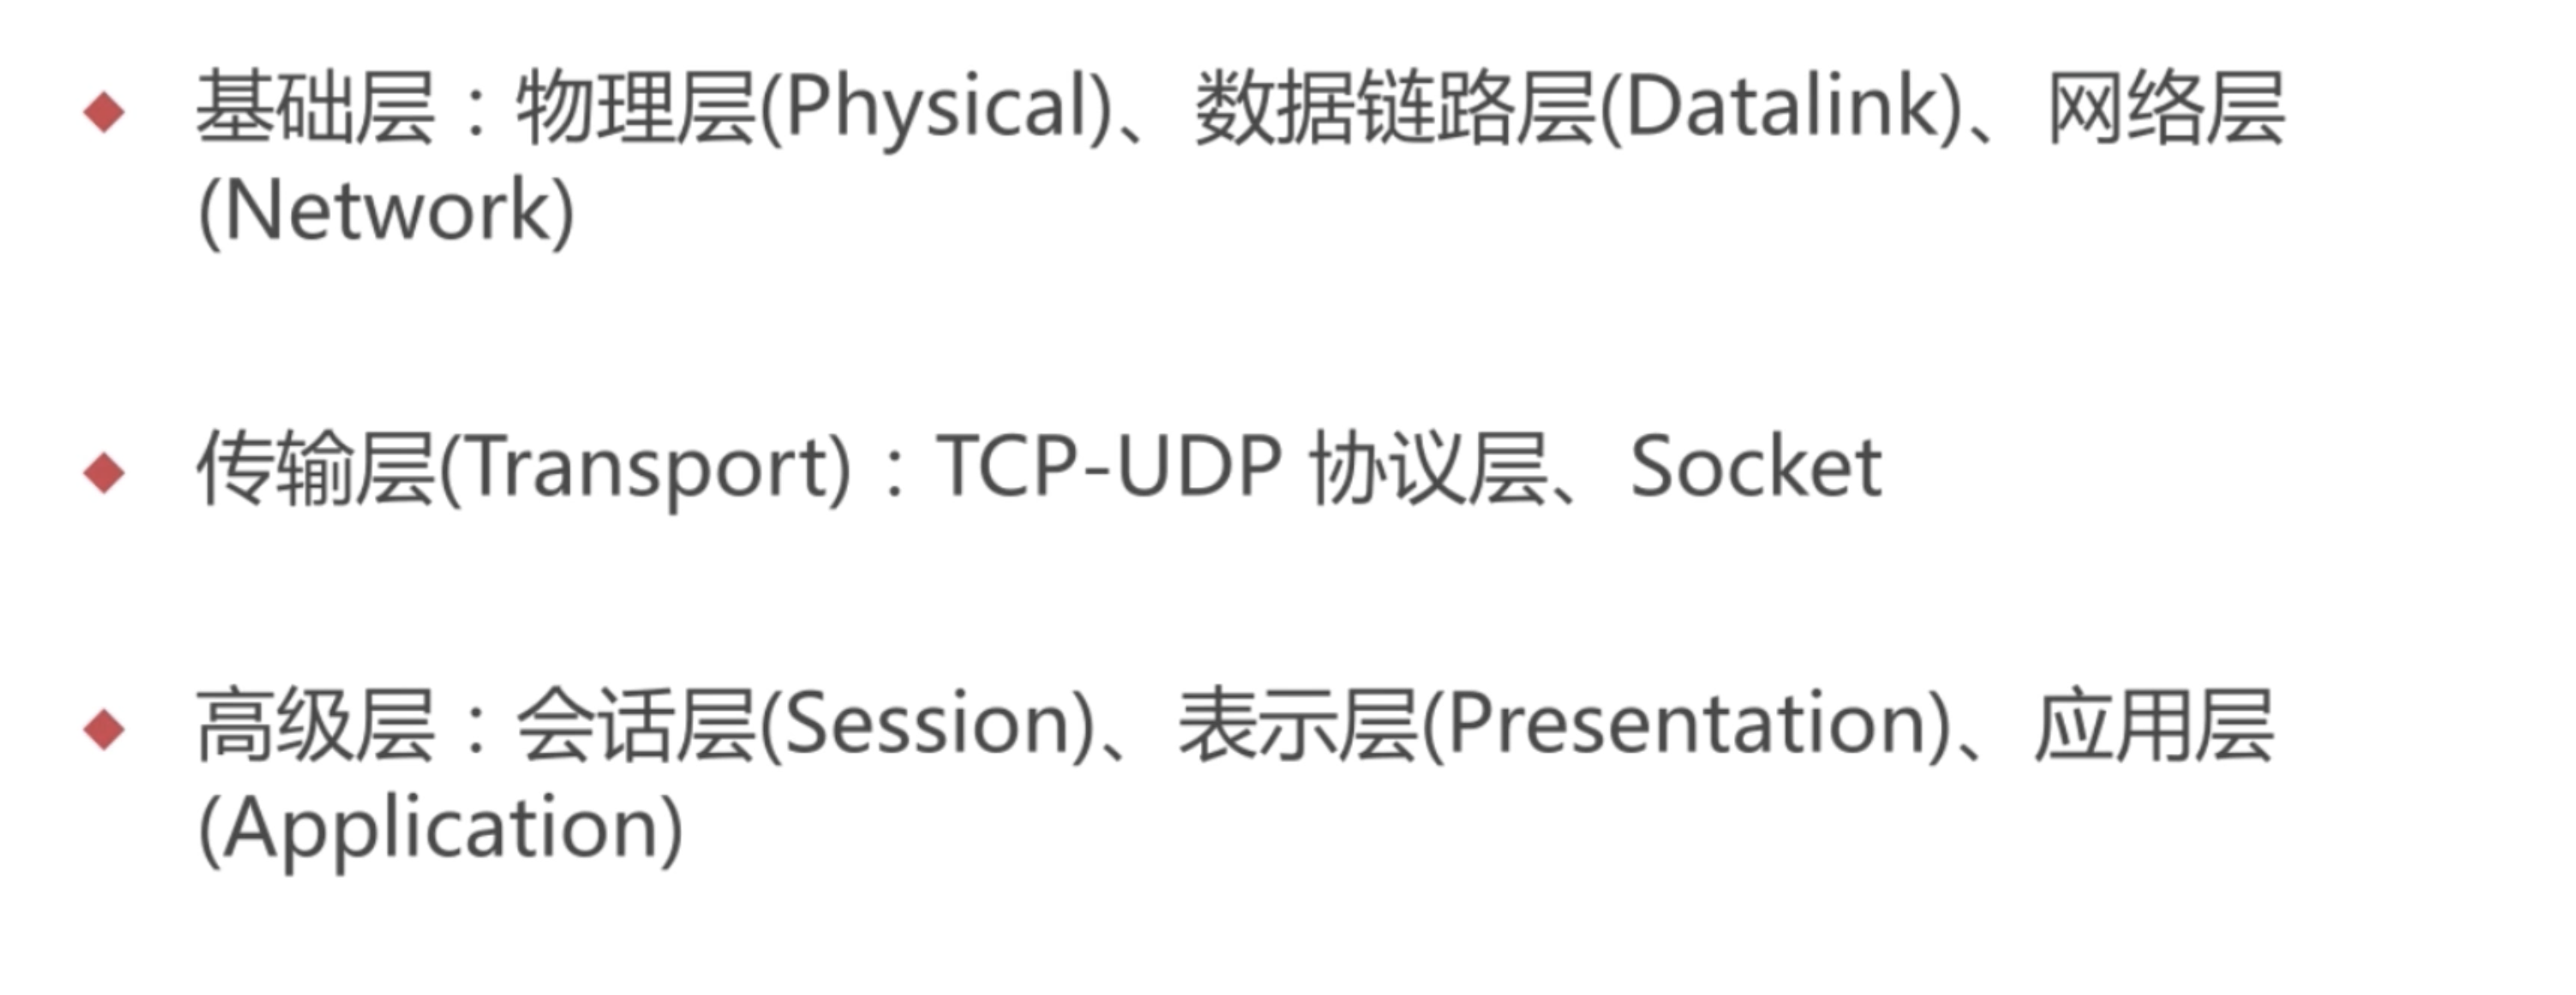 基础层：物理层(Physical)、数据链路层(Datalink)、网络层
(Network)
传输层(Transport)：TCP-UDP 协议层、Socket
高级层：会话层(Session)、表示层(Presentation)、应用层
(Application)